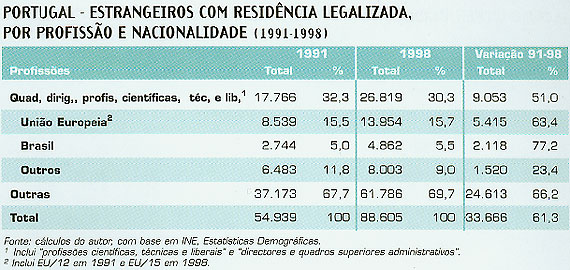 PORTUGAL - ESTRANGEIROS COM RESIDÊNCIA LEGALIZADA,
POR PROFISSÃO E NACIONALIDADE (1991-1998)
1991 1998 Variação 91-98
Profissões Total % Total % Total %
Quad, dirig,, profis, científicas, téc, e lib,¹ 17.766 32,3 26.819 30,3 9.053 51,0
União Europeia² 8.539 15,5 13.954 15,7 5.415 63,4
Brasil 2.744 5,0 4.862 5,5 2.118 77,2
Outros 6.483 11,8 8.003 9,0 1.520 23,4
Outras 37.173 67,7 61.786 69,7 24.613 66,2
Total 54.939 100 88.605 100 33.666 61,3
Fonte: cálculos do autor, com base em INE, Estatísticas Demográficas.
¹ Inclui "profissões científicas, técnicas e liberais" e "directores e quadros superiores administrativos".
² Inclui EU/12 em 1991 e EU/15 em 1998.